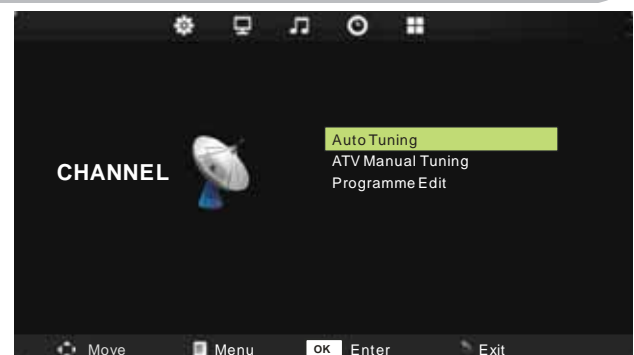 CHANNEL
Auto Tuning
ATV Manual Tuning
Programme Edit
Move Menu OK Enter Exit